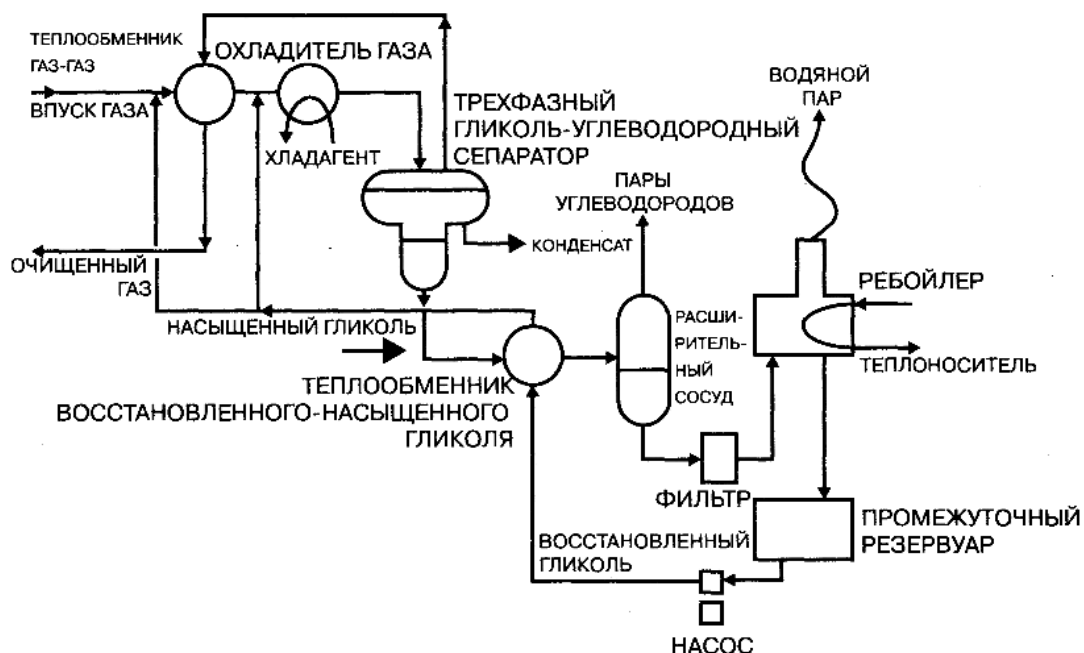 ТЕПЛООБМЕННИК
ГАЗ-ГАЗ
ВПУСК ГАЗА
ОХЛАДИТЕЛЬ ГАЗА
ХЛАДАГЕНТ
ТРЕХФАЗНЫЙ
ГЛИКОЛЬ-УГЛЕВОДОРОДНЫЙ
СЕПАРАТОР
ВОДЯНОЙ
ПАР
ПАРЫ
УГЛЕВОДОРОДОВ
КОНДЕНСАТ
ОЧИЩЕННЫЙ
ГАЗ
НАСЫЩЕННЫЙ ГЛИКОЛЬ
ТЕПЛООБМЕННИК
ВОССТАНОВЛЕННОГО-НАСЫЩЕННОГО
ГЛИКОЛЯ
РАСШИ-
РИТЕЛЬ-
НЫЙ
СОСУД
РЕБОЙЛЕР
ТЕПЛОНОСИТЕЛЬ
ФИЛЬТР
ПРОМЕЖУТОЧНЫЙ
РЕЗЕРВУАР
ВОССТАНОВЛЕННЫЙ
ГЛИКОЛЬ
НАСОС